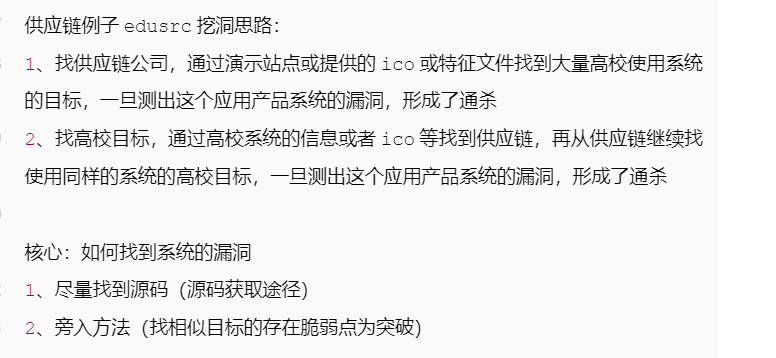 供应链例子 edusrc 挖洞思路：
1、找供应链公司，通过演示站点或提供的 ico 或特征文件找到大量高校使用系统
的目标，一旦测出这个应用产品系统的漏洞，形成了通杀
2、找高校目标，通过高校系统的信息或者 ico 等找到供应链，再从供应链继续找
使用同样的系统的高校目标，一旦测出这个应用产品系统的漏洞，形成了通杀
核心：如何找到系统的漏洞
1、尽量找到源码（源码获取途径）
2、旁入方法（找相似目标的存在脆弱点为突破）